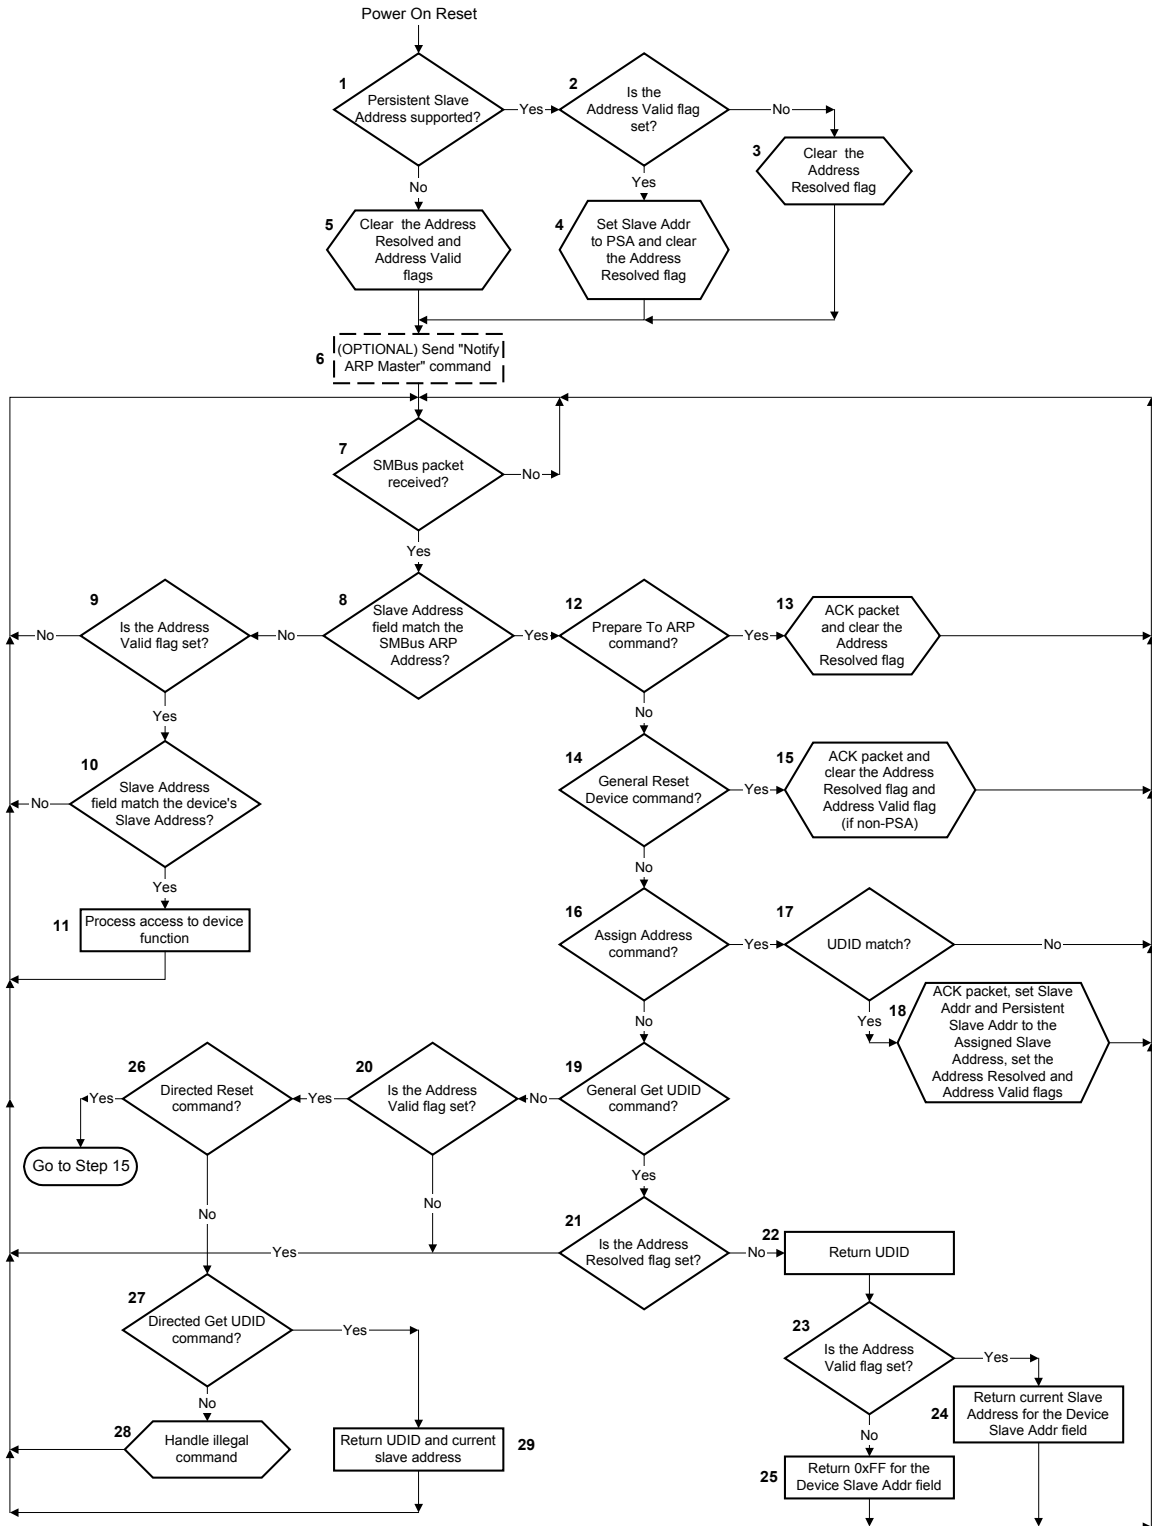 Power On Reset
1
Persistent Slave
Address supported?
Yes
2
Is the
Address Valid flag
set?
No
3
Clear the
Address
Resolved flag
No
Yes
5
Clear the Address
Resolved and
Address Valid
flags
4
Set Slave Addr
to PSA and clear
the Address
Resolved flag
6
(OPTIONAL) Send "Notify
ARP Master" command
7
SMBus packet
received?
No
Yes
9
Is the Address
Valid flag set?
No
No
8
Slave Address
field match the
SMBus ARP
Address?
Yes
12
Prepare To ARP
command?
Yes
13
ACK packet
and clear the
Address
Resolved flag
Yes
No
10
Slave Address
field match the device's
Slave Address?
No
14
General Reset
Device command?
Yes
15
ACK packet and
clear the Address
Resolved flag and
Address Valid flag
(if non-PSA)
Yes
No
11
Process access to device
function
16
Assign Address
command?
Yes
17
UDID match?
No
Yes
18
ACK packet, set Slave
Addr and Persistent
Slave Addr to the
Assigned Slave
Address, set the
Address Resolved and
Address Valid flags
No
26
Directed Reset
command?
Yes
Yes
20
Is the Address
Valid flag set?
No
19
General Get UDID
command?
Go to Step 15
No
No
Yes
21
Is the Address
Resolved flag set?
Yes
No
22
Return UDID
27
Directed Get UDID
command?
Yes
23
Is the Address
Valid flag set?
Yes
No
28
Handle illegal
command
Return UDID and current
slave address
29
24
Return current Slave
Address for the Device
Slave Addr field
No
25
Return 0xFF for the
Device Slave Addr field